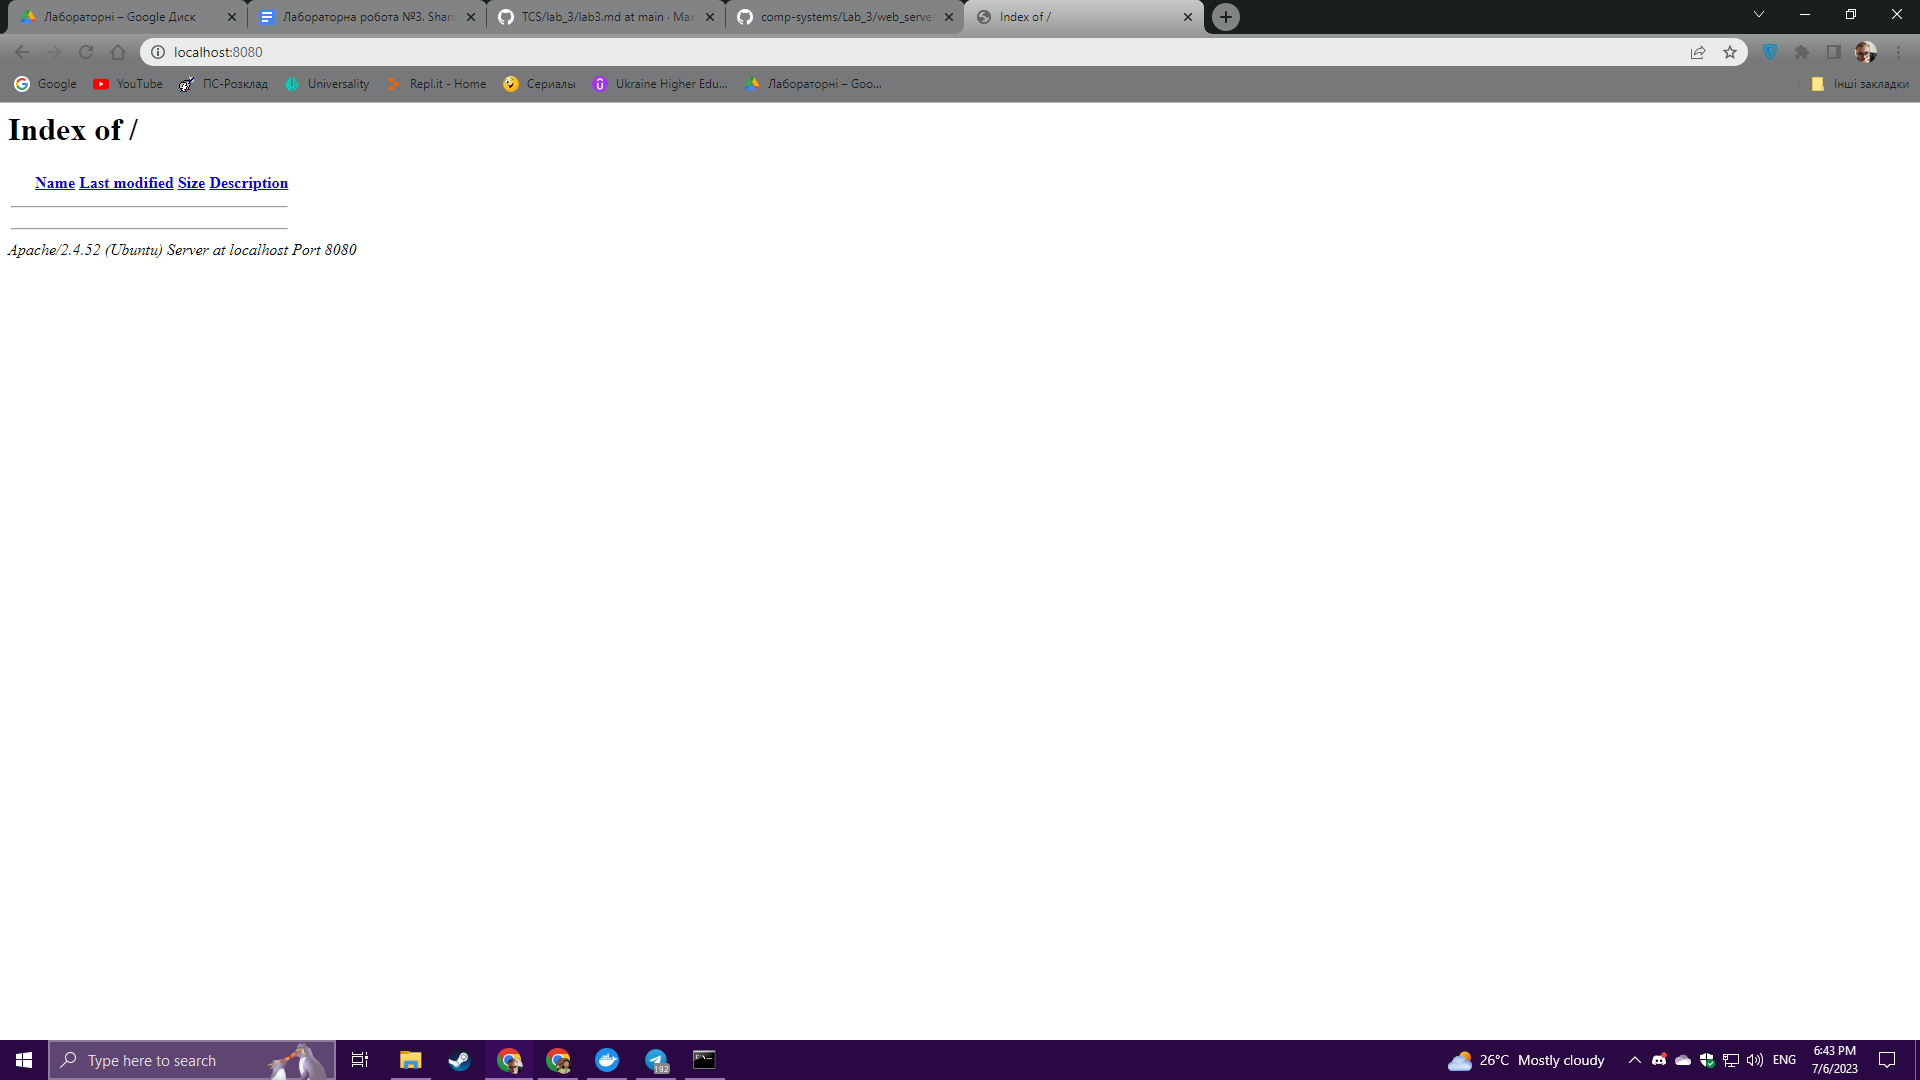 Лабораторні – Google Диск
Лабораторна робота №3. Shari
TCS/lab_3/lab3.md at main · Max
comp-systems/Lab_3/web_server
Index of /
localhost:8080
Google
YouTube
ПС-Розклад
Universality
Repl.it - Home
Сериалы
Ukraine Higher Edu...
Лабораторні – Goo...
Інші закладки
Index of /
Name Last modified Size Description
Apache/2.4.52 (Ubuntu) Server at localhost Port 8080
Type here to search
192
26°C Mostly cloudy
ENG
6:43 PM
7/6/2023